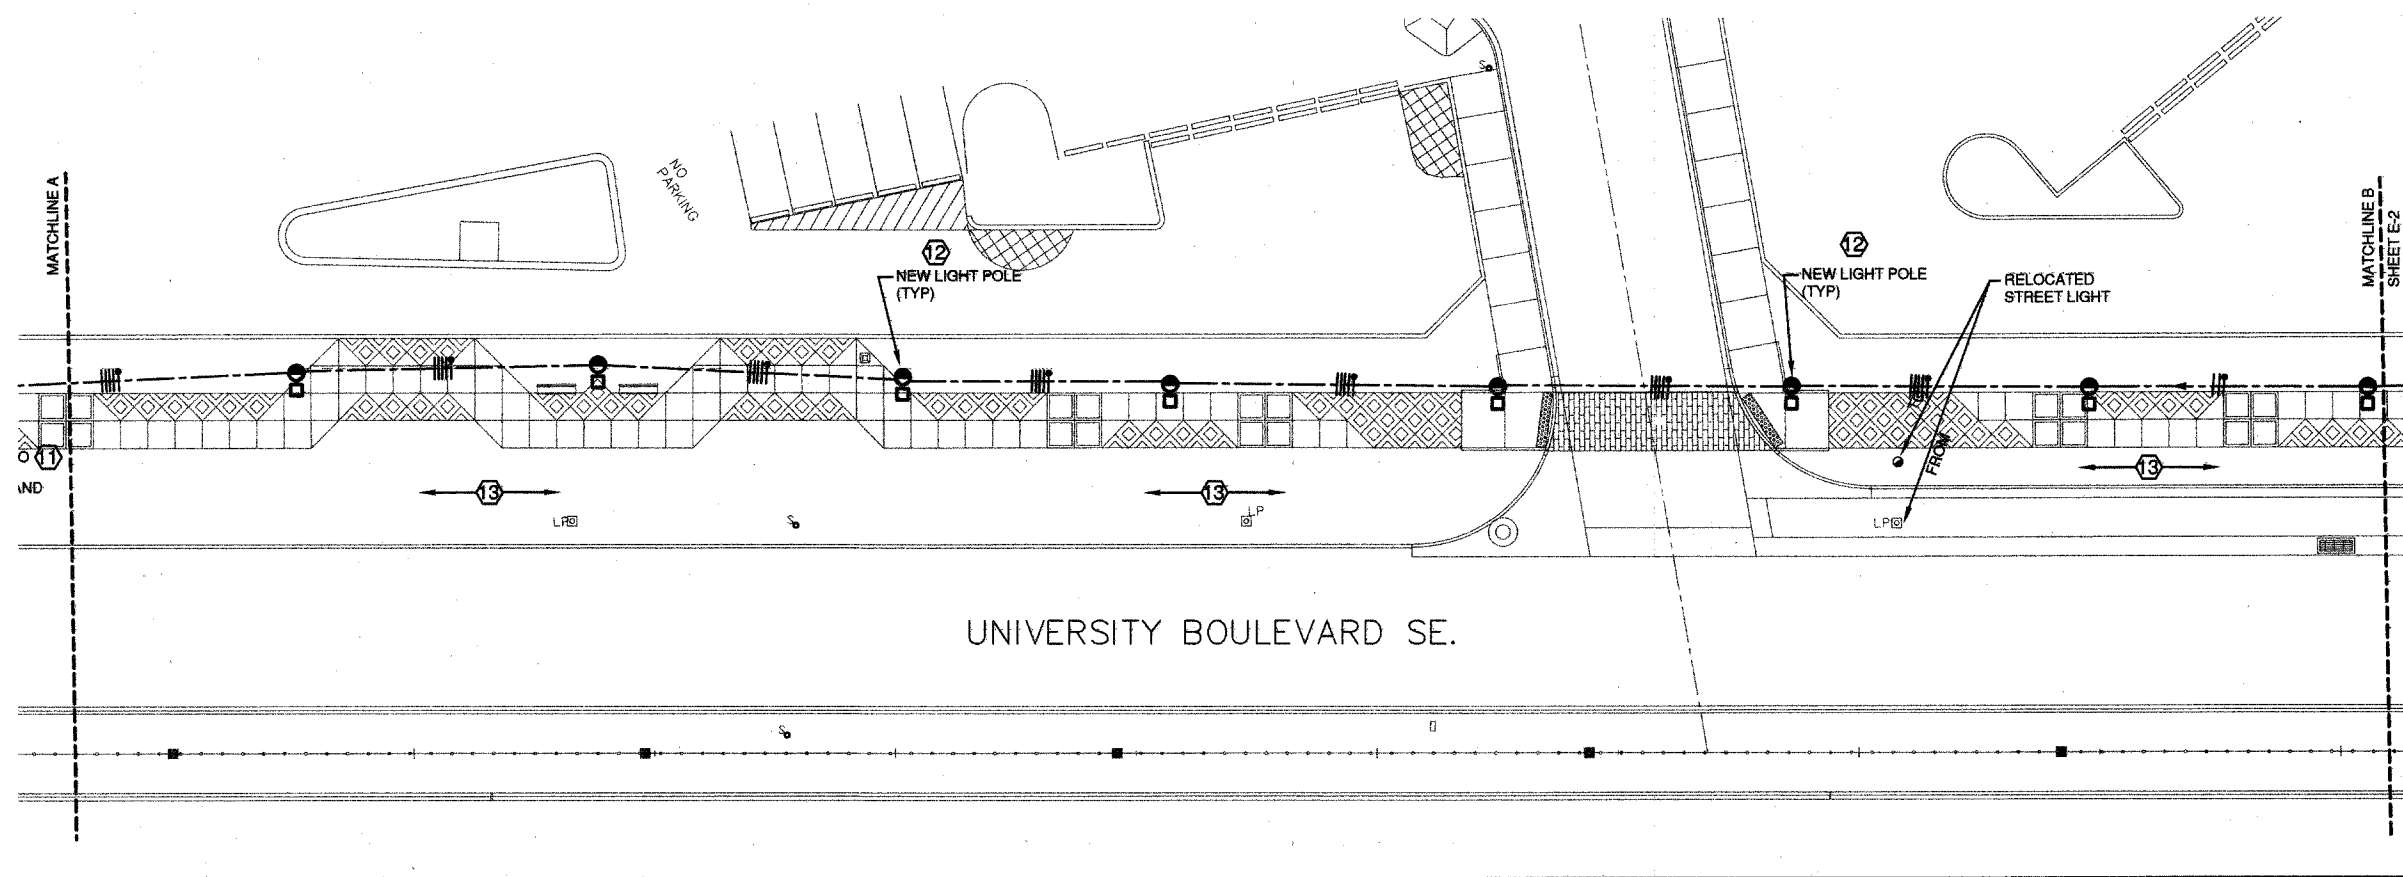 NO
PARKING
MATCHLINE A
12
NEW LIGHT POLE
(TYP)
12
NEW LIGHT POLE
(TYP)
RELOCATED
STREET LIGHT
MATCHLINE B
SHEET E-2
S
11
FROM
13
13
13
LP
S
LP
LP
UNIVERSITY BOULEVARD SE.
S